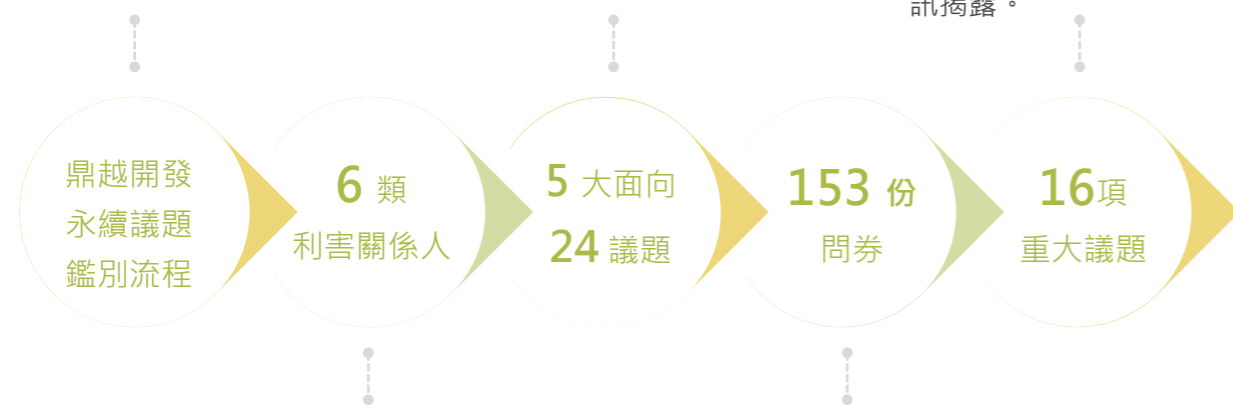 訊揭露。
鼎越開發
永續議題
鑑別流程
6 類
利害關係人
5 大面向
24 議題
153 份
問券
16項
重大議題